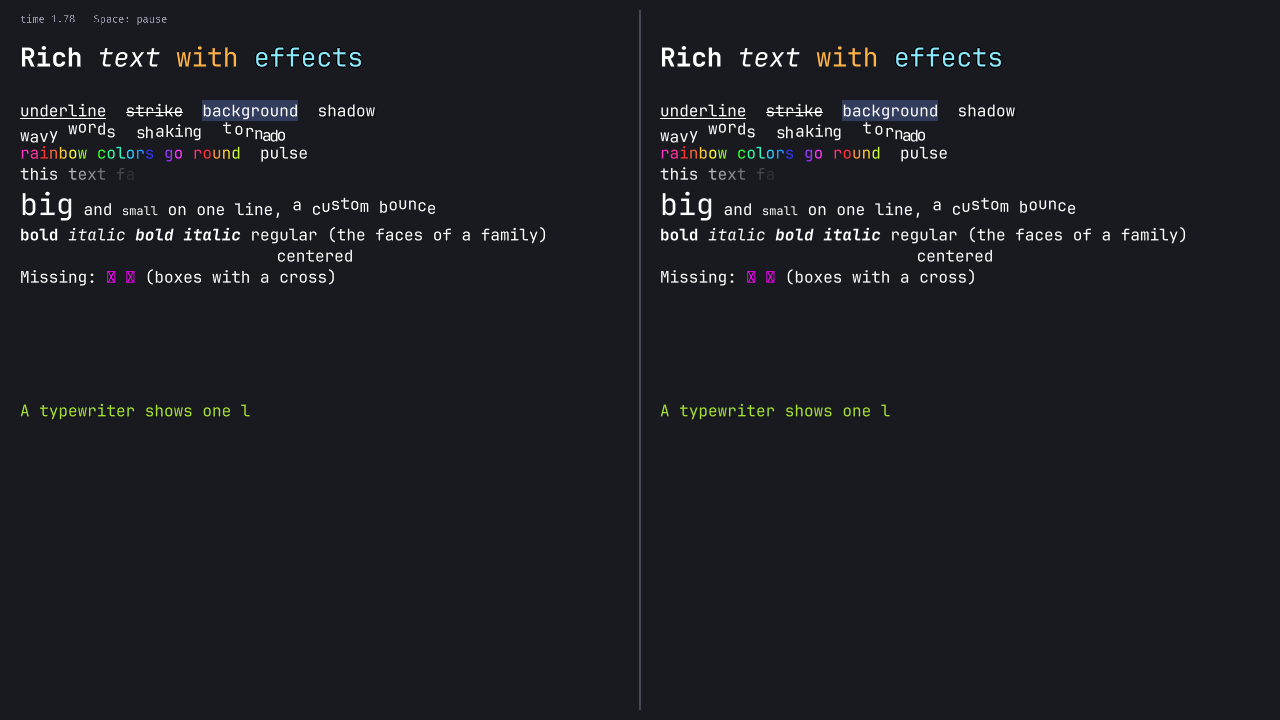 time 1.78   Space: pause
Rich text with effects
underline  strike  background  shadow
wavy words  shaking  tornado
rainbow colors go round  pulse
this text fa
big and small on one line, a custom bounce
bold italic bold italic regular (the faces of a family)
centered
Missing: (boxes with a cross)
A typewriter shows one l
Rich text with effects
underline  strike  background  shadow
wavy words  shaking  tornado
rainbow colors go round  pulse
this text fa
big and small on one line, a custom bounce
bold italic bold italic regular (the faces of a family)
centered
Missing: (boxes with a cross)
A typewriter shows one l